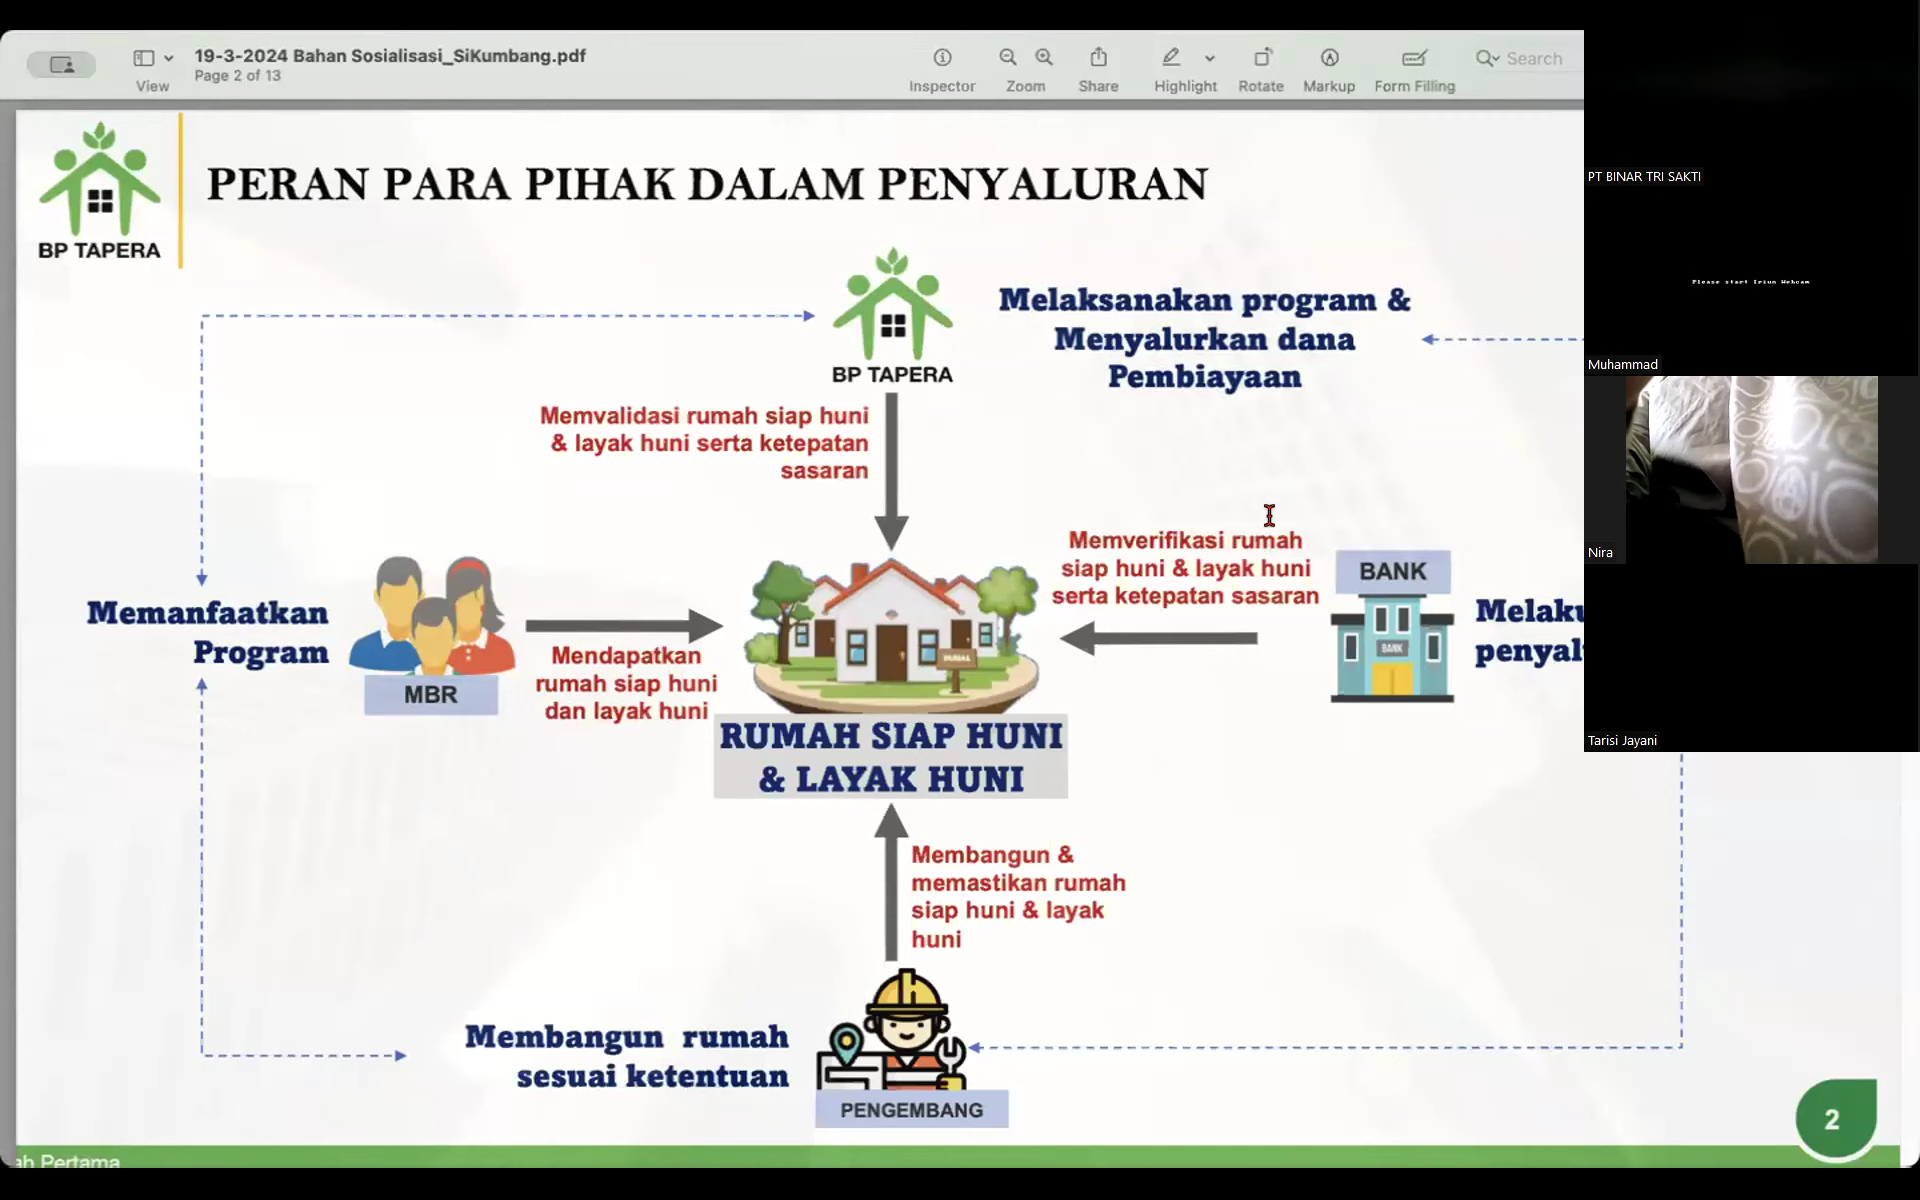 19-3-2024 Bahan Sosialisasi_SiKumbang.pdf
Page 2 of 13
View
Inspector
Zoom
Share
Highlight
Rotate
Markup
Form Filling
Search
BP TAPERA
PERAN PARA PIHAK DALAM PENYALURAN
BP TAPERA
Melaksanakan program &
Menyalurkan dana
Pembiayaan
Memvalidasi rumah siap huni
& layak huni serta ketepatan
sasaran
Memverifikasi rumah
siap huni & layak huni
serta ketepatan sasaran
BANK
BANK
Melaku
penyal
Memanfaatkan
Program
MBR
Mendapatkan
rumah siap huni
dan layak huni
RUMAH SIAP HUNI
& LAYAK HUNI
Membangun &
memastikan rumah
siap huni & layak
huni
Membangun rumah
sesuai ketentuan
PENGEMBANG
2
ah Pertama
PT BINAR TRI SAKTI
Please start Iriun Webcam
Muhammad
Nira
Tarisi Jayani